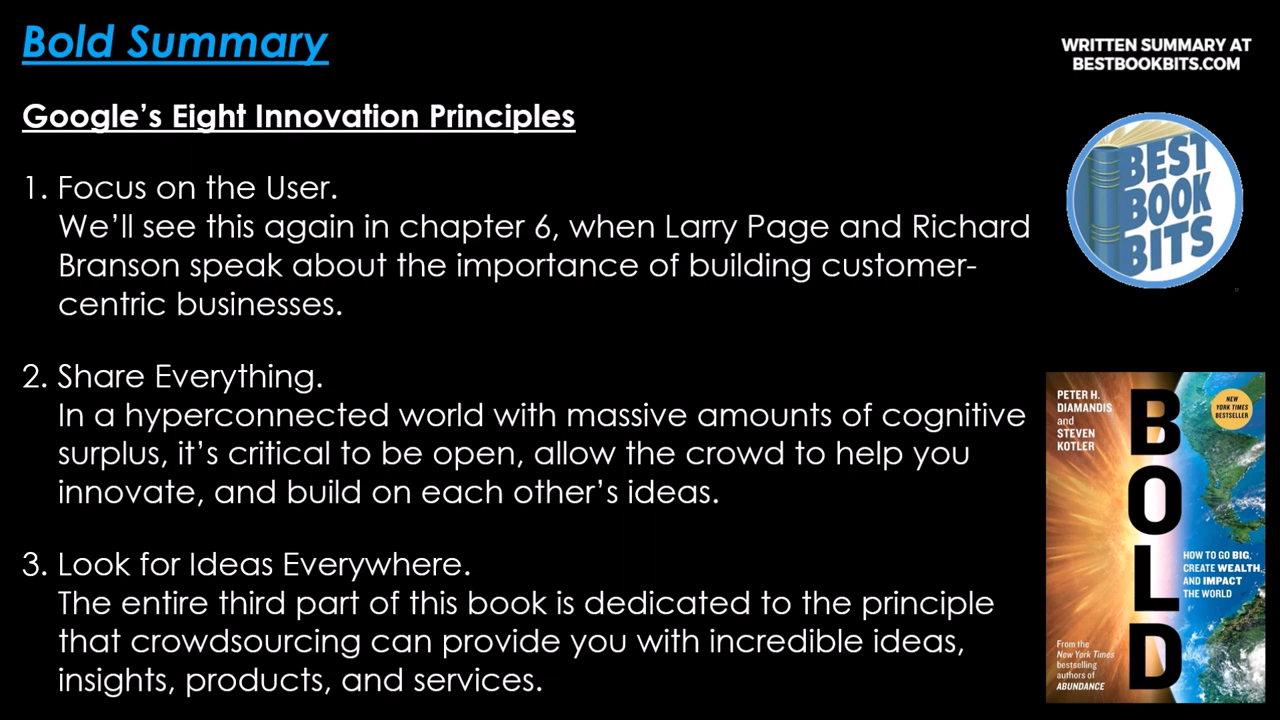 Bold Summary
WRITTEN SUMMARY AT
BESTBOOKBITS.COM
Google’s Eight Innovation Principles
1. Focus on the User.
We’ll see this again in chapter 6, when Larry Page and Richard
Branson speak about the importance of building customer-
centric businesses.
2. Share Everything.
In a hyperconnected world with massive amounts of cognitive
surplus, it’s critical to be open, allow the crowd to help you
innovate, and build on each other’s ideas.
3. Look for Ideas Everywhere.
The entire third part of this book is dedicated to the principle
that crowdsourcing can provide you with incredible ideas,
insights, products, and services.
BEST
BOOK
BITS
PETER H.
DIAMANDIS
and
STEVEN
KOTLER
NEW
YORK TIMES
BESTSELLER
BOLD
HOW TO GO BIG,
CREATE WEALTH,
AND IMPACT
THE WORLD
From the
New York Times
bestselling
authors of
ABUNDANCE